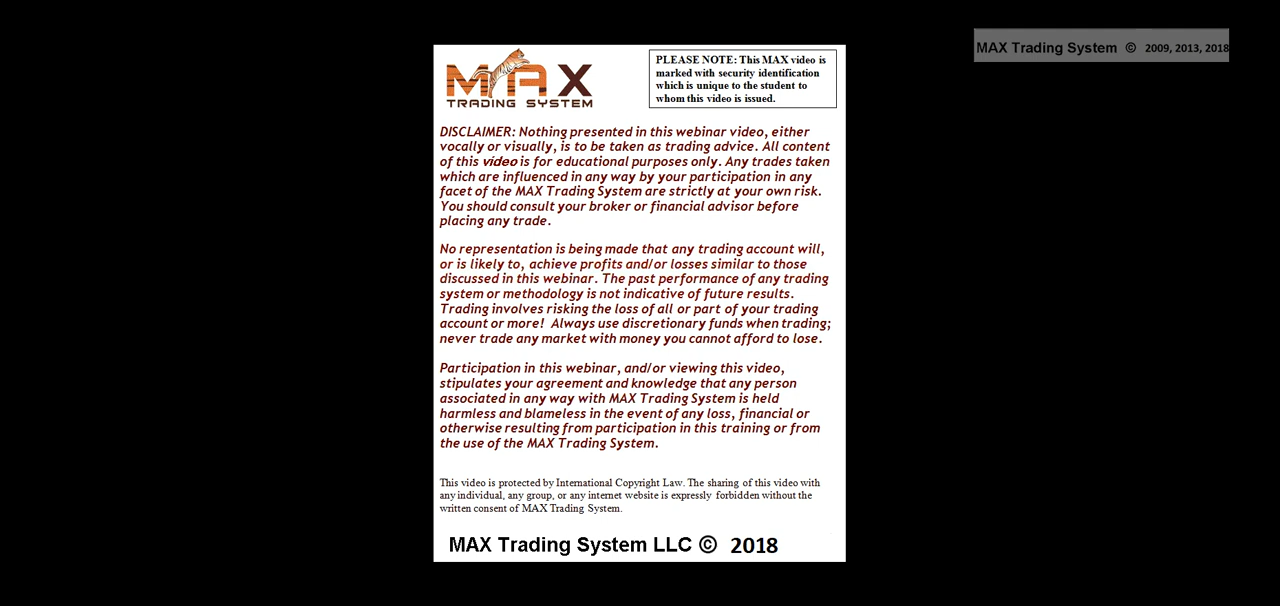 MAX Trading System © 2009, 2013, 2018
MAX
TRADING SYSTEM
PLEASE NOTE: This MAX video is
marked with security identification
which is unique to the student to
whom this video is issued.
DISCLAIMER: Nothing presented in this webinar video, either
vocally or visually, is to be taken as trading advice. All content
of this video is for educational purposes only. Any trades taken
which are influenced in any way by your participation in any
facet of the MAX Trading System are strictly at your own risk.
You should consult your broker or financial advisor before
placing any trade.
No representation is being made that any trading account will,
or is likely to, achieve profits and/or losses similar to those
discussed in this webinar. The past performance of any trading
system or methodology is not indicative of future results.
Trading involves risking the loss of all or part of your trading
account or more! Always use discretionary funds when trading;
never trade any market with money you cannot afford to lose.
Participation in this webinar, and/or viewing this video,
stipulates your agreement and knowledge that any person
associated in any way with MAX Trading System is held
harmless and blameless in the event of any loss, financial or
otherwise resulting from participation in this training or from
the use of the MAX Trading System.
This video is protected by International Copyright Law. The sharing of this video with
any individual, any group, or any internet website is expressly forbidden without the
written consent of MAX Trading System.
MAX Trading System LLC © 2018